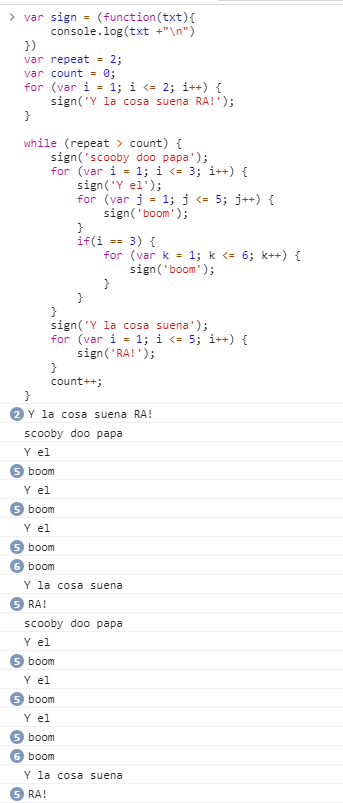 > var sign = (function(txt){
    console.log(txt +"\n")
})
var repeat = 2;
var count = 0;
for (var i = 1; i <= 2; i++) {
    sign('Y la cosa suena RA!');
}

while (repeat > count) {
    sign('scooby doo papa');
    for (var i = 1; i <= 3; i++) {
        sign('Y el');
        for (var j = 1; j <= 5; j++) {
            sign('boom');
        }
        if(i == 3) {
            for (var k = 1; k <= 6; k++) {
                sign('boom');
            }
        }
    }
    sign('Y la cosa suena');
    for (var i = 1; i <= 5; i++) {
        sign('RA!');
    }
    count++;
}
2 Y la cosa suena RA!
scooby doo papa
Y el
5 boom
Y el
5 boom
Y el
5 boom
6 boom
Y la cosa suena
5 RA!
scooby doo papa
Y el
5 boom
Y el
5 boom
Y el
5 boom
6 boom
Y la cosa suena
5 RA!